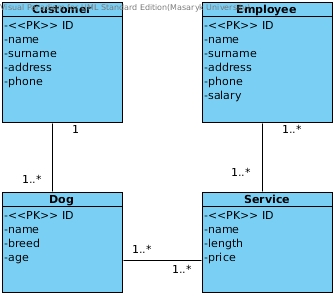 Visual Paradigm for UML Standard Edition(Masaryk University)
Customer
-<<PK>> ID
-name
-surname
-address
-phone
Employee
-<<PK>> ID
-name
-surname
-address
-phone
-salary
1
1..*
1..*
1..*
Dog
-<<PK>> ID
-name
-breed
-age
1..*
1..*
Service
-<<PK>> ID
-name
-length
-price